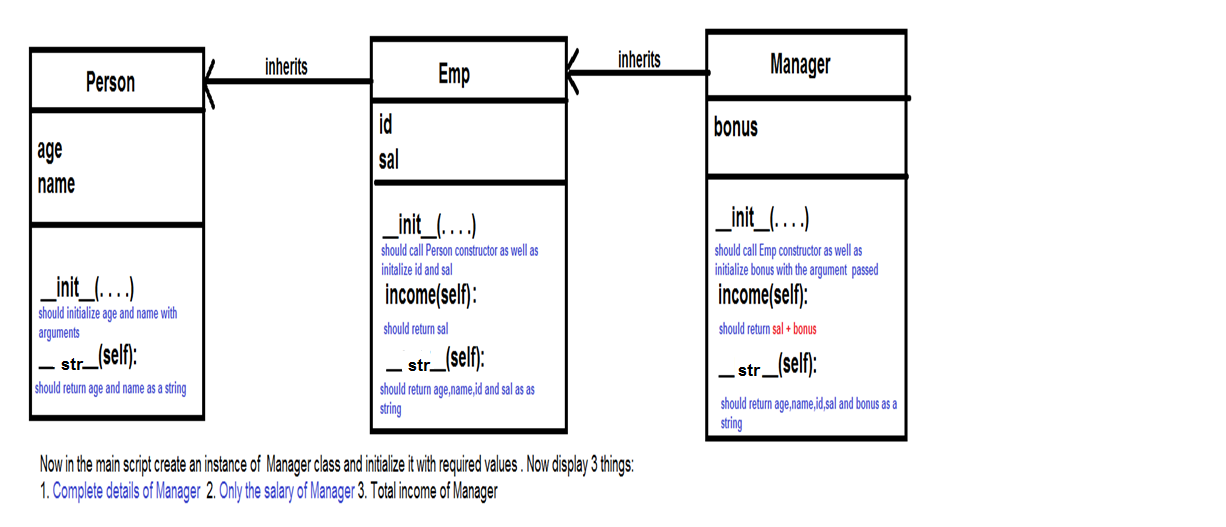 Person
age
name
__init__(. . . .)
should initialize age and name with
arguments
__ str__(self):
should return age and name as a string
inherits
Emp
id
sal
__init__(. . . .)
should call Person constructor as well as
initalize id and sal
income(self):
should return sal
__ str__(self):
should return age,name,id and sal as as
string
inherits
Manager
bonus
__init__(. . . .)
should call Emp constructor as well as
initialize bonus with the argument passed
income(self):
should return sal + bonus
__ str __(self):
should return age,name,id,sal and bonus as a
string
Now in the main script create an instance of Manager class and initialize it with required values . Now display 3 things:
1. Complete details of Manager 2. Only the salary of Manager 3. Total income of Manager